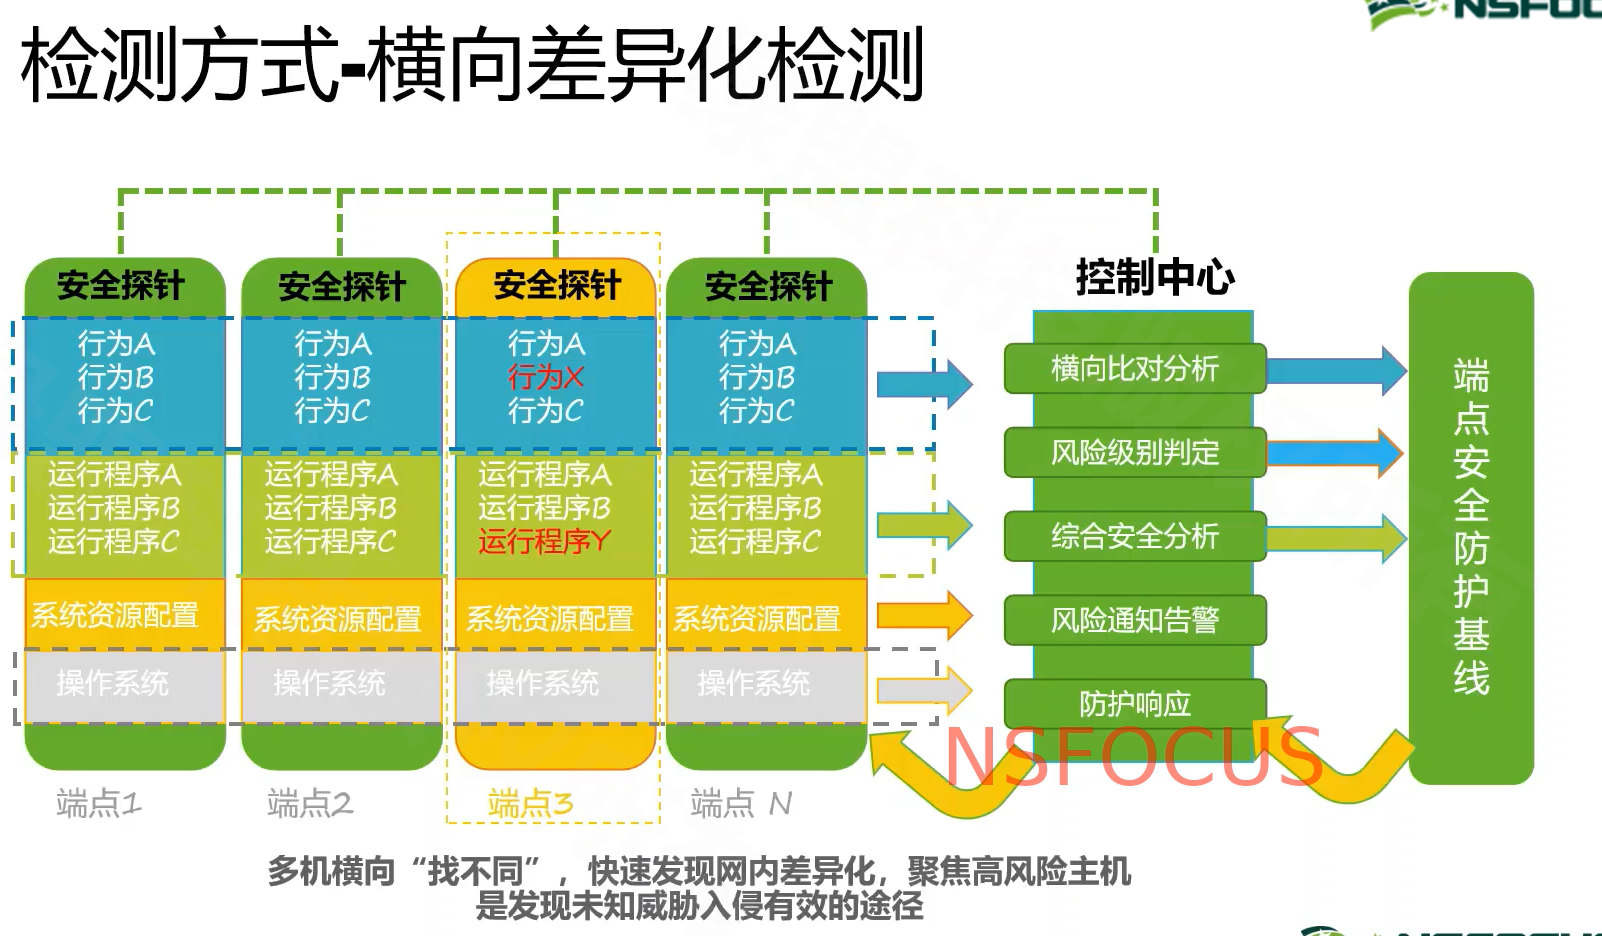 NSFOCUS
检测方式-横向差异化检测
安全探针
行为A
行为B
行为C
运行程序A
运行程序B
运行程序C
系统资源配置
操作系统
端点1
安全探针
行为A
行为B
行为C
运行程序A
运行程序B
运行程序C
系统资源配置
操作系统
端点2
安全探针
行为A
行为X
行为C
运行程序A
运行程序B
运行程序Y
系统资源配置
操作系统
端点3
安全探针
行为A
行为B
行为C
运行程序A
运行程序B
运行程序C
系统资源配置
操作系统
端点 N
控制中心
横向比对分析
风险级别判定
综合安全分析
风险通知告警
防护响应
端点安全防护基线
NSFOCUS
多机横向“找不同”，快速发现网内差异化，聚焦高风险主机
是发现未知威胁入侵有效的途径